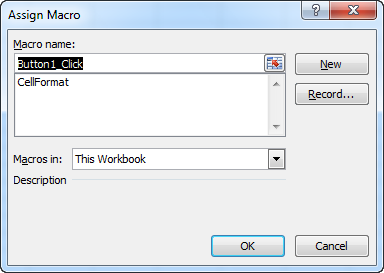 Assign Macro
Macro name:
Button1_Click
New
CellFormat
Record...
Macros in:
This Workbook
Description
OK
Cancel